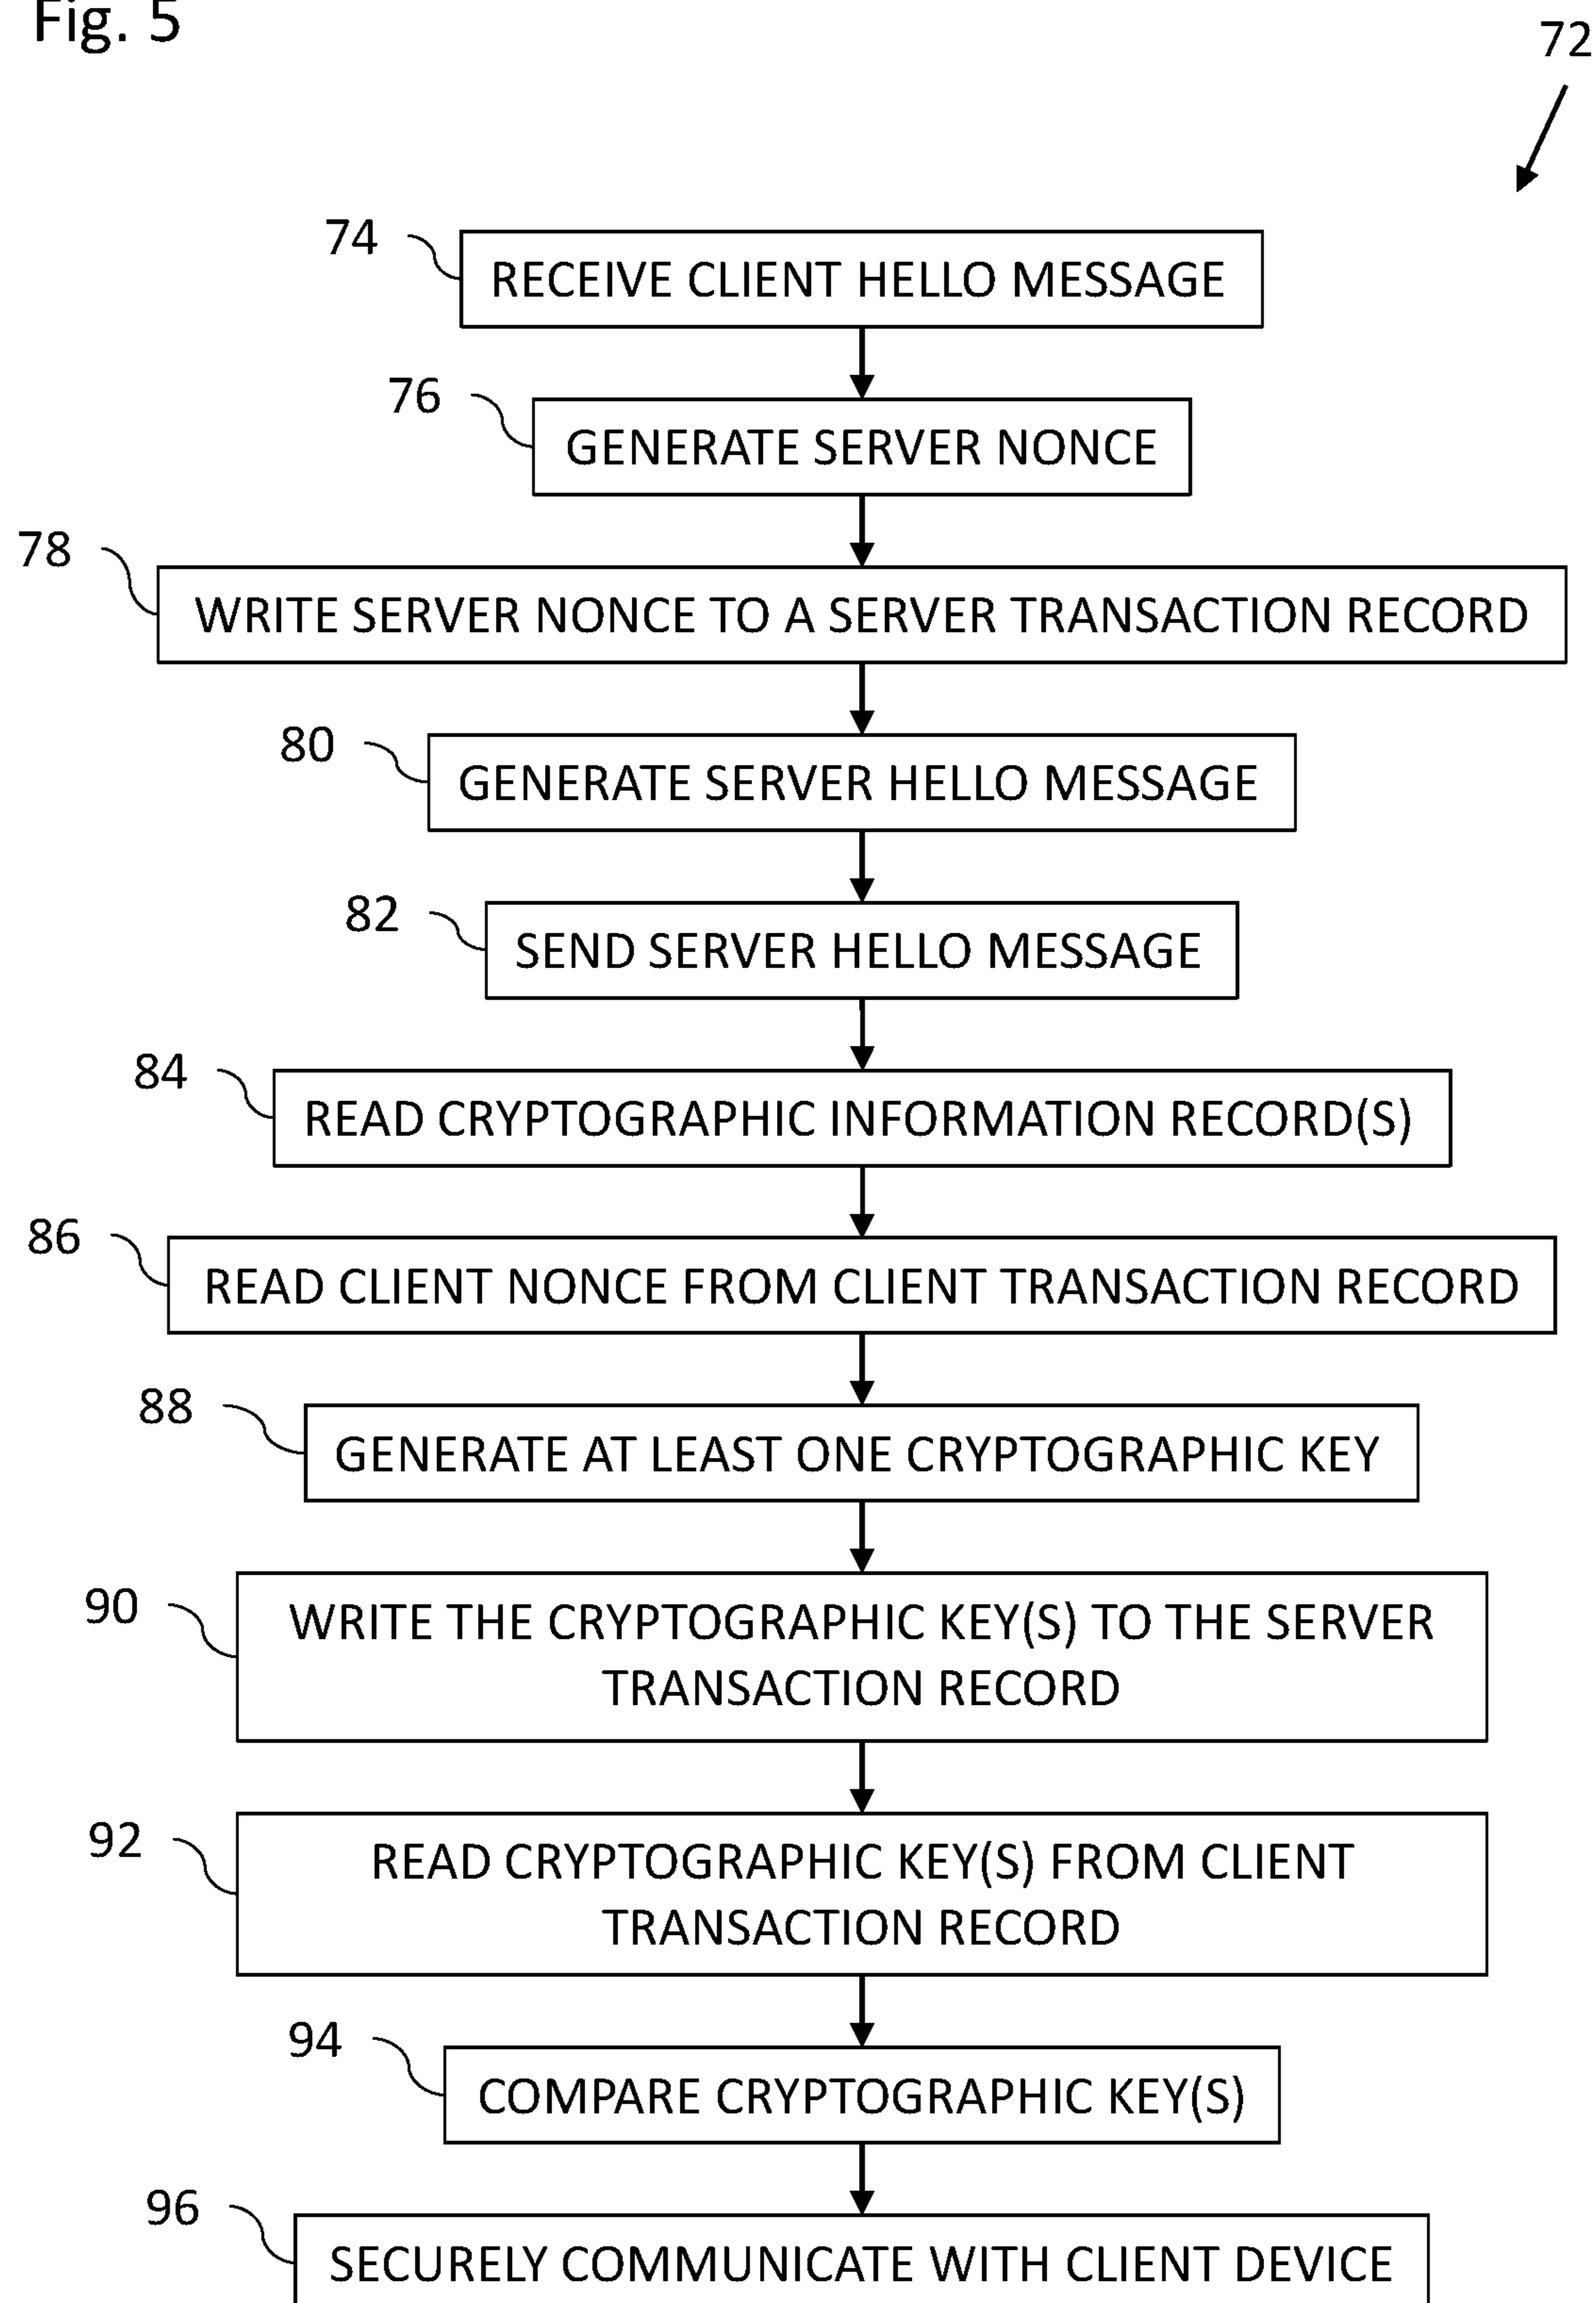 Fig. 5
72
74
RECEIVE CLIENT HELLO MESSAGE
76
GENERATE SERVER NONCE
78
WRITE SERVER NONCE TO A SERVER TRANSACTION RECORD
80
GENERATE SERVER HELLO MESSAGE
82
SEND SERVER HELLO MESSAGE
84
READ CRYPTOGRAPHIC INFORMATION RECORD(S)
86
READ CLIENT NONCE FROM CLIENT TRANSACTION RECORD
88
GENERATE AT LEAST ONE CRYPTOGRAPHIC KEY
90
WRITE THE CRYPTOGRAPHIC KEY(S) TO THE SERVER
TRANSACTION RECORD
92
READ CRYPTOGRAPHIC KEY(S) FROM CLIENT
TRANSACTION RECORD
94
COMPARE CRYPTOGRAPHIC KEY(S)
96
SECURELY COMMUNICATE WITH CLIENT DEVICE